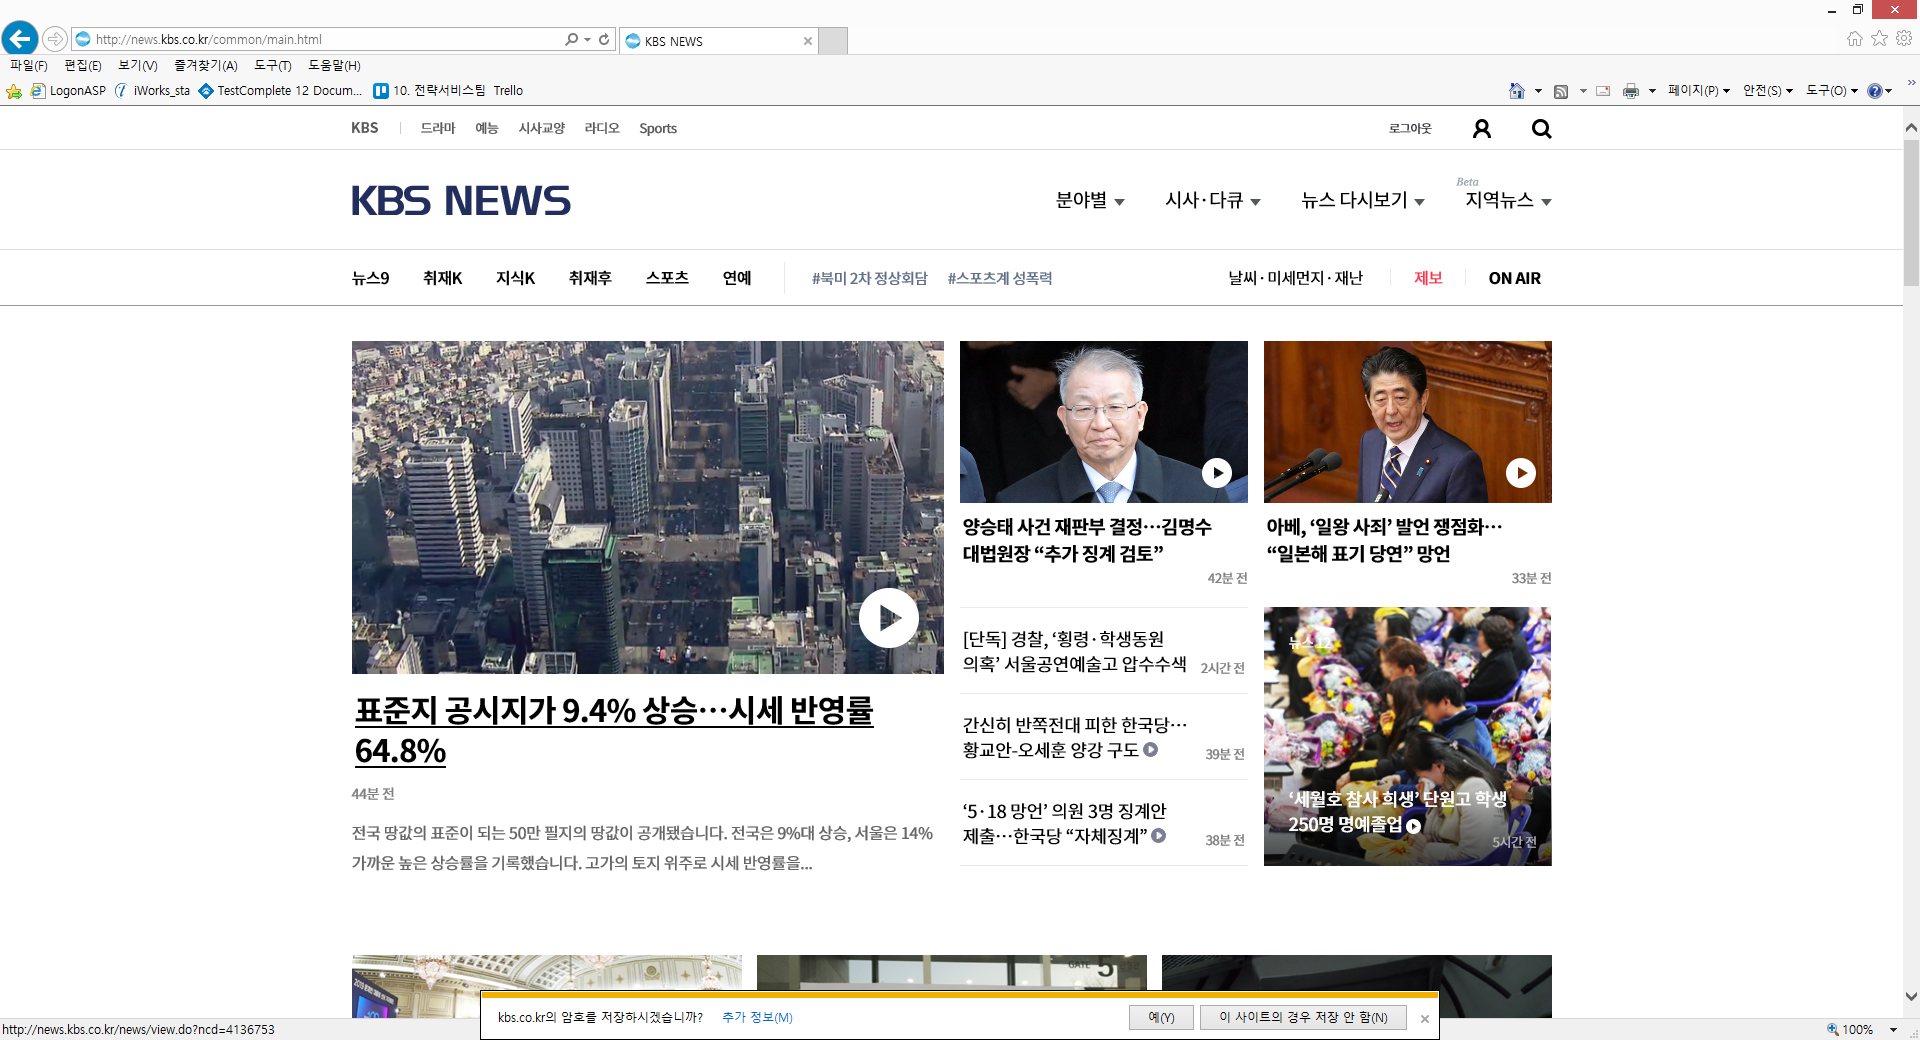 http://news.kbs.co.kr/common/main.html
KBS NEWS
파일(F) 편집(E) 보기(V) 즐겨찾기(A) 도구(T) 도움말(H)
LogonASP iWorks_sta TestComplete 12 Docum... 10. 전략서비스팀 Trello
페이지(P) 안전(S) 도구(O)
KBS 드라마 예능 시사교양 라디오 Sports 로그아웃
KBS NEWS
분야별 시사·다큐 뉴스 다시보기 Beta 지역뉴스
뉴스9 취재K 지식K 취재후 스포츠 연예 #북미 2차 정상회담 #스포츠계 성폭력 날씨·미세먼지·재난 제보 ON AIR
표준지 공시지가 9.4% 상승…시세 반영률
64.8%
44분 전
전국 땅값의 표준이 되는 50만 필지의 땅값이 공개됐습니다. 전국은 9%대 상승, 서울은 14%
가까운 높은 상승률을 기록했습니다. 고가의 토지 위주로 시세 반영률을...
양승태 사건 재판부 결정…김명수
대법원장 “추가 징계 검토”
42분 전
아베, ‘일왕 사죄’ 발언 쟁점화…
“일본해 표기 당연” 망언
33분 전
[단독] 경찰, ‘횡령·학생동원
의혹’ 서울공연예술고 압수수색
2시간 전
간신히 반쪽전대 피한 한국당…
황교안-오세훈 양강 구도
39분 전
‘5·18 망언’ 의원 3명 징계안
제출…한국당 “자체징계”
38분 전
뉴스 12
‘세월호 참사 희생’ 단원고 학생
250명 명예졸업
5시간 전
GATE 5
kbs.co.kr의 암호를 저장하시겠습니까? 추가 정보(M) 예(Y) 이 사이트의 경우 저장 안 함(N)
http://news.kbs.co.kr/news/view.do?ncd=4136753
100%